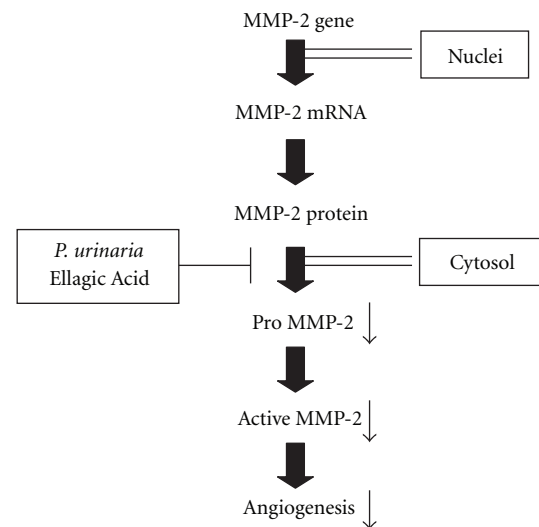 MMP-2 gene
Nuclei
MMP-2 mRNA
MMP-2 protein
P. urinaria
Ellagic Acid
Cytosol
Pro MMP-2
Active MMP-2
Angiogenesis